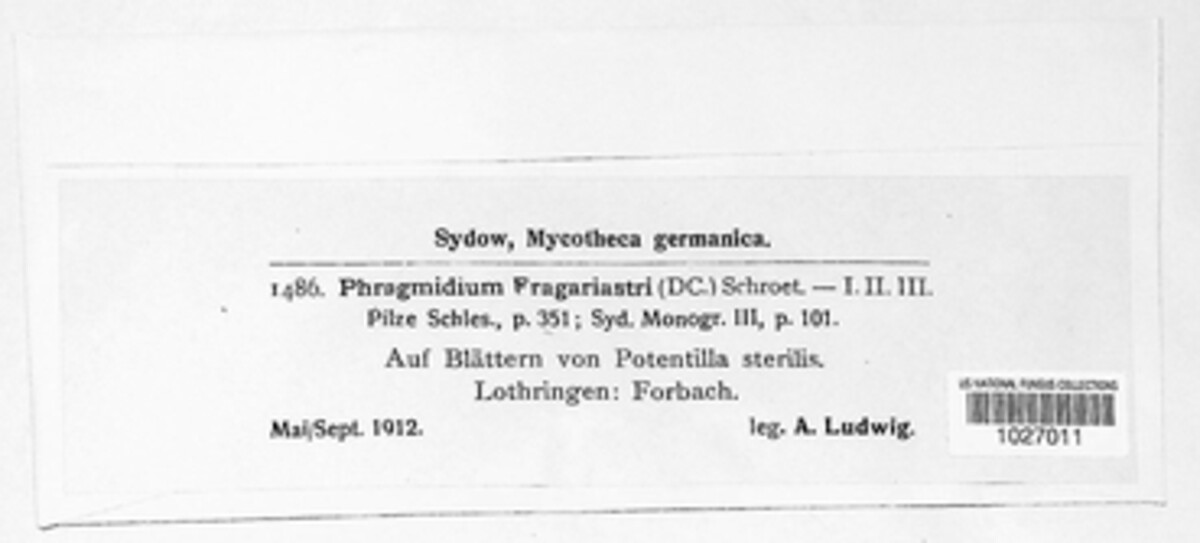 Sydow, Mycotheca germanica.
1486. Phragmidium Fragariastri (DC.) Schroet. — I. II. III.
Pilze Schles., p. 351; Syd. Monogr. III, p. 101.
Auf Blättern von Potentilla sterilis.
Lothringen: Forbach.
Mai/Sept. 1912. leg. A. Ludwig.
US NATIONAL FUNGUS COLLECTIONS
1027011